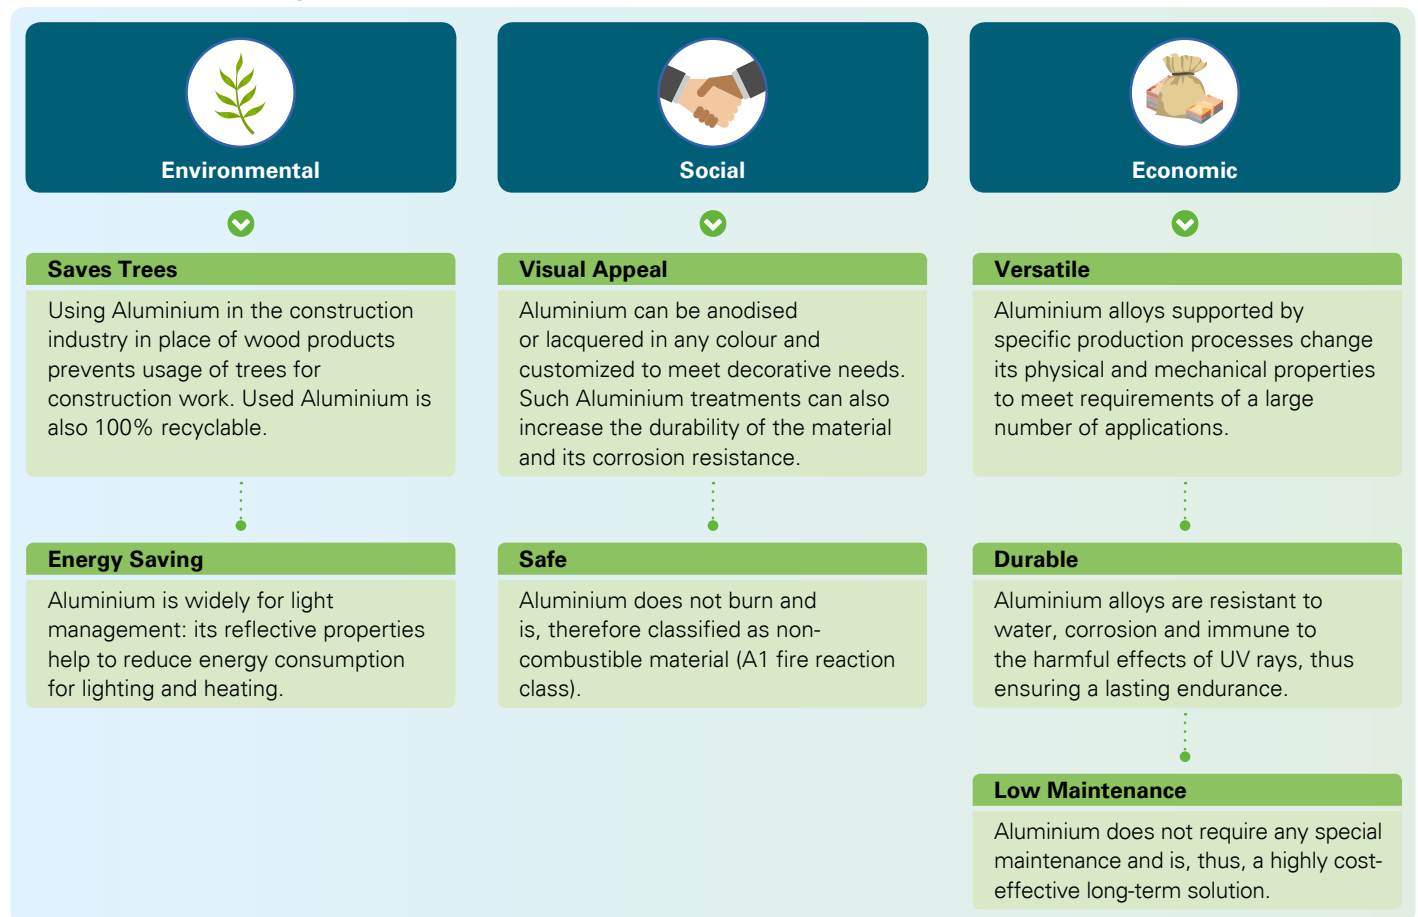 Environmental
Saves Trees
Using Aluminium in the construction
industry in place of wood products
prevents usage of trees for
construction work. Used Aluminium is
also 100% recyclable.
Energy Saving
Aluminium is widely for light
management: its reflective properties
help to reduce energy consumption
for lighting and heating.
Social
Visual Appeal
Aluminium can be anodised
or lacquered in any colour and
customized to meet decorative needs.
Such Aluminium treatments can also
increase the durability of the material
and its corrosion resistance.
Safe
Aluminium does not burn and
is, therefore classified as non-
combustible material (A1 fire reaction
class).
Economic
Versatile
Aluminium alloys supported by
specific production processes change
its physical and mechanical properties
to meet requirements of a large
number of applications.
Durable
Aluminium alloys are resistant to
water, corrosion and immune to
the harmful effects of UV rays, thus
ensuring a lasting endurance.
Low Maintenance
Aluminium does not require any special
maintenance and is, thus, a highly cost-
effective long-term solution.